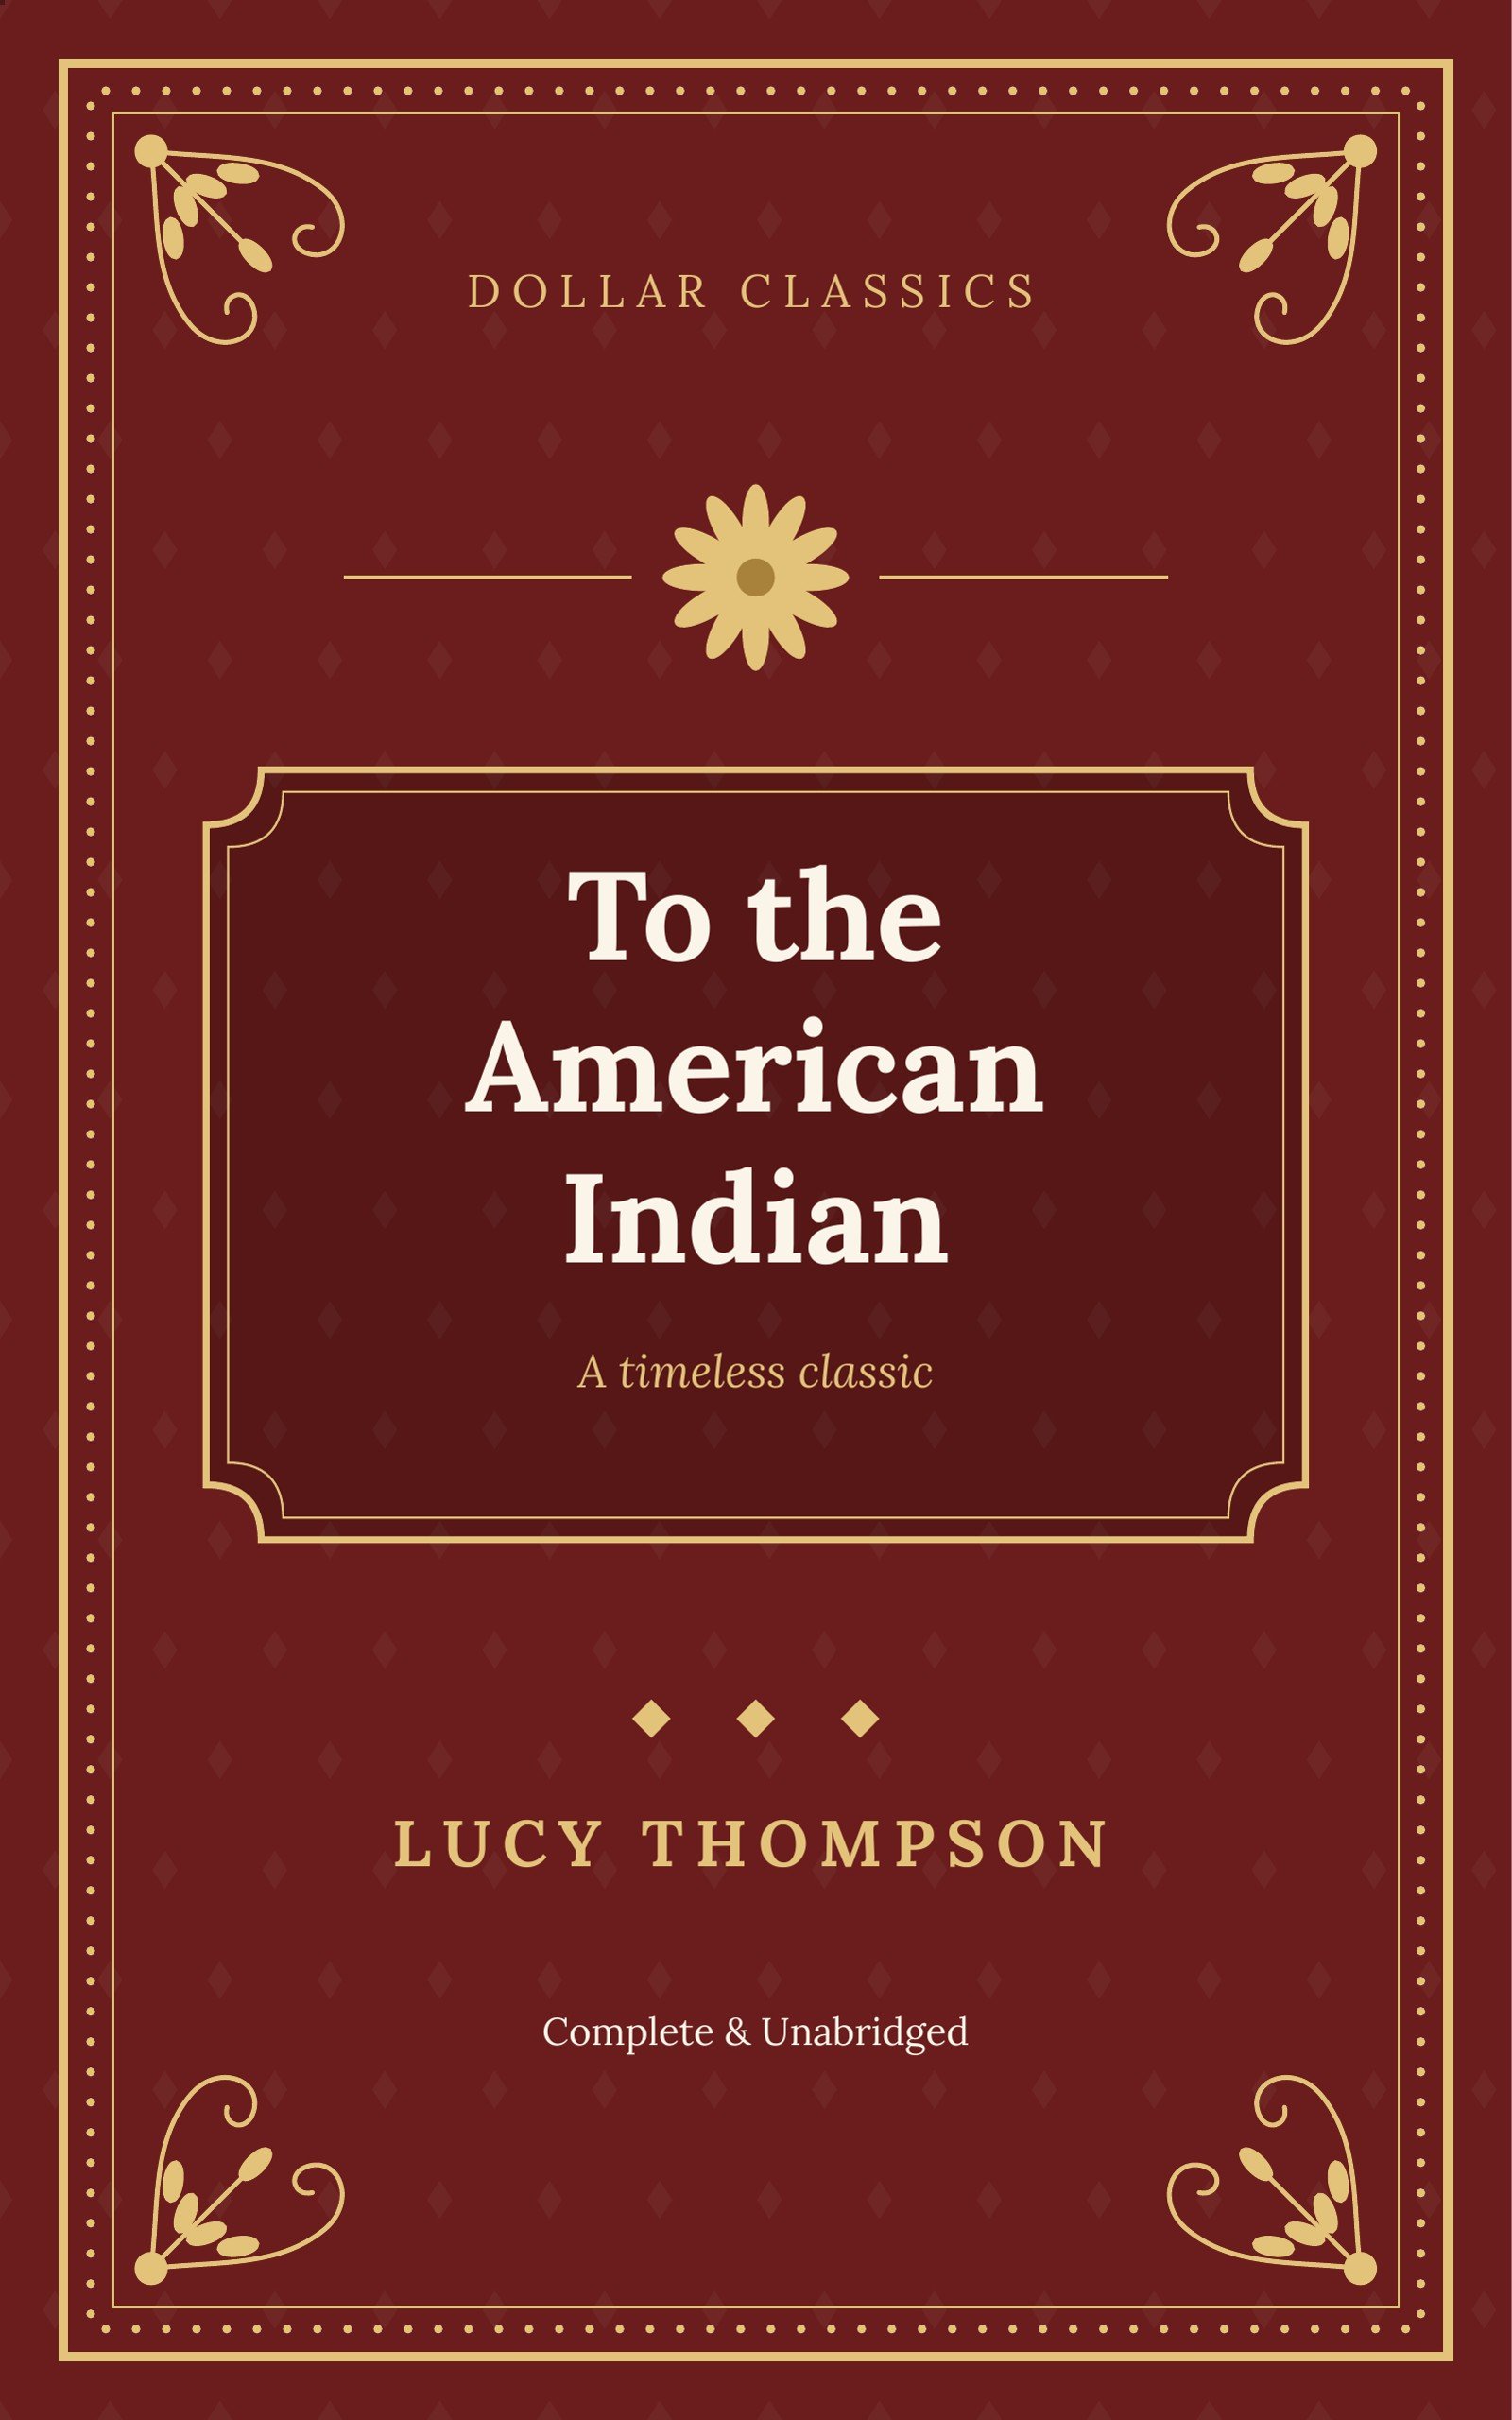 DOLLAR CLASSICS
To the
American
Indian
A timeless classic
LUCY THOMPSON
Complete & Unabridged